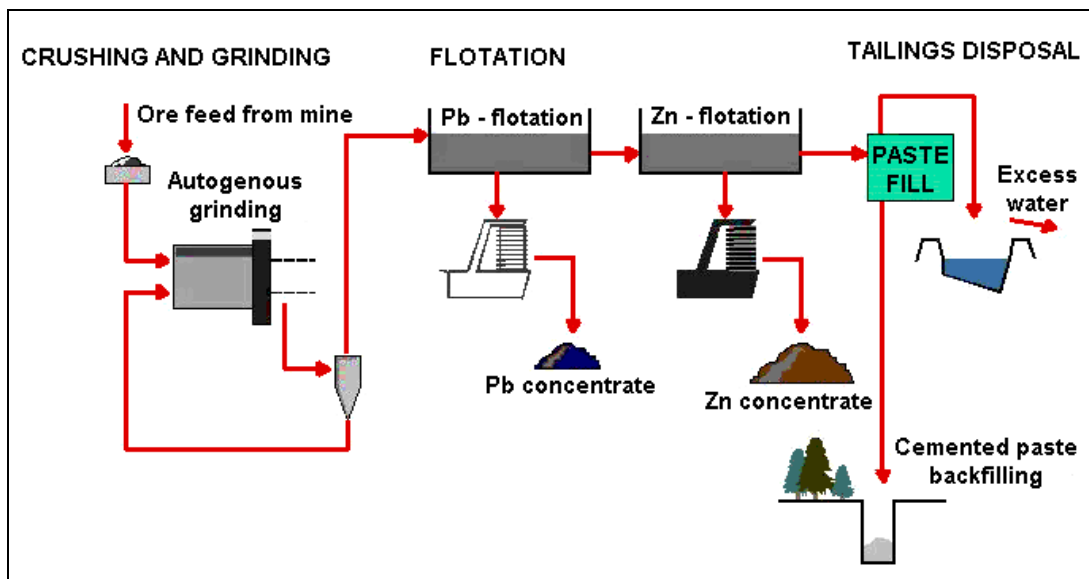 CRUSHING AND GRINDING
FLOTATION
TAILINGS DISPOSAL
Ore feed from mine
Pb - flotation
Zn - flotation
PASTE
FILL
Excess
water
Autogenous
grinding
Pb concentrate
Zn concentrate
Cemented paste
backfilling